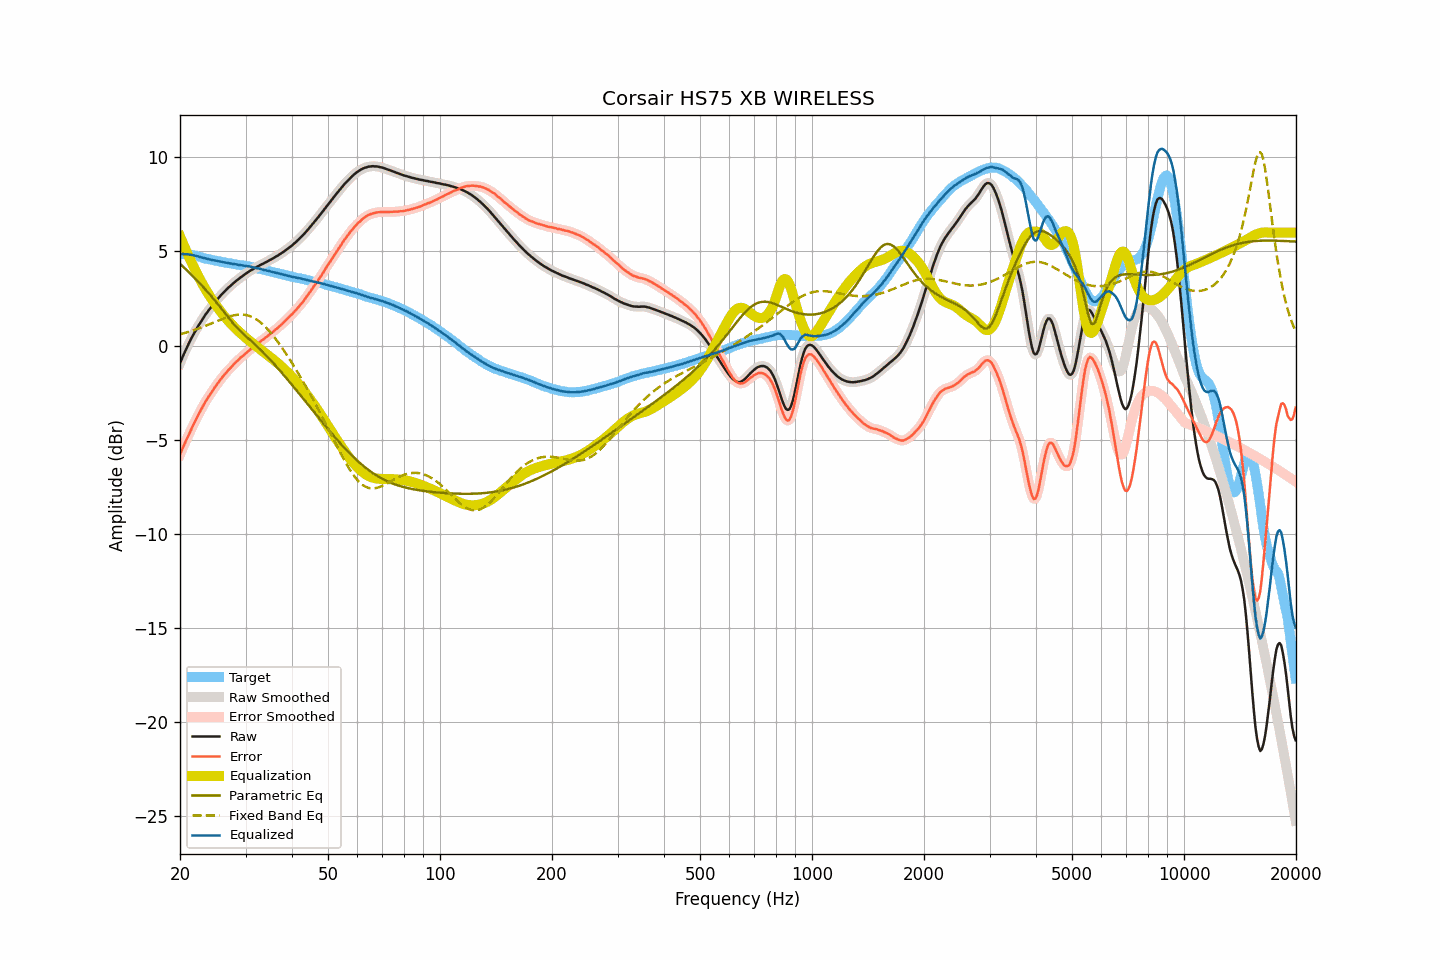 Corsair HS75 XB WIRELESS
Amplitude (dBr)
10
5
0
−5
−10
−15
−20
−25
Target
Raw Smoothed
Error Smoothed
Raw
Error
Equalization
Parametric Eq
Fixed Band Eq
Equalized
20 50 100 200 500 1000 2000 5000 10000 20000
Frequency (Hz)